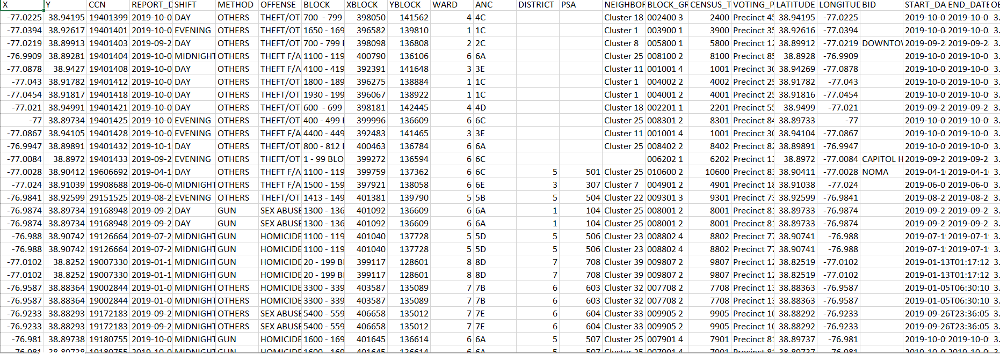 X Y CCN REPORT_D SHIFT METHOD OFFENSE BLOCK XBLOCK YBLOCK WARD ANC DISTRICT PSA NEIGHBOR BLOCK_GR CENSUS_T VOTING_P LATITUDE LONGITUD BID START_DA END_DATE OB
-77.0225 38.94195 19401399 2019-10-0 DAY OTHERS THEFT/OT 700 - 799 398050 141562 4 4C Cluster 18 002400 3 2400 Precinct 45 38.94195 -77.0225 2019-10-0 2019-10-0 3.
-77.0394 38.92617 19401401 2019-10-0 EVENING OTHERS THEFT/OT 1650 - 169 396582 139810 1 1C Cluster 1 003900 1 3900 Precinct 35 38.92616 -77.0394 2019-10-0 2019-10-0 3.
-77.0219 38.89913 19401403 2019-09-2 DAY OTHERS THEFT/OT 700 - 799 B 398098 136808 2 2C Cluster 8 005800 1 5800 Precinct 12 38.89912 -77.0219 DOWNTOW 2019-09-2 2019-09-2 3.
-76.9909 38.89281 19401404 2019-10-0 MIDNIGHT OTHERS THEFT F/A 1100 - 119 400790 136106 6 6A Cluster 25 008100 2 8100 Precinct 85 38.8928 -76.9909 2019-10-0 2019-10-0 3.
-77.0878 38.9427 19401408 2019-10-0 DAY OTHERS THEFT F/A 4100 - 419 392391 141648 3 3E Cluster 11 001001 4 1001 Precinct 30 38.94269 -77.0878 2019-10-0 2019-10-0 3.
-77.043 38.91782 19401412 2019-10-0 DAY OTHERS THEFT/OT 1800 - 189 396275 138884 1 1C Cluster 1 004002 2 4002 Precinct 25 38.91782 -77.043 2019-10-0 2019-10-0 3.
-77.0454 38.91817 19401418 2019-10-0 DAY OTHERS THEFT/OT 1930 - 199 396067 138922 1 1C Cluster 1 004001 2 4001 Precinct 25 38.91816 -77.0454 2019-10-0 2019-10-0 3.
-77.021 38.94991 19401421 2019-10-0 DAY OTHERS THEFT/OT 600 - 699 398181 142445 4 4D Cluster 18 002201 1 2201 Precinct 55 38.9499 -77.021 2019-09-2 2019-09-2 3.
-77 38.89734 19401425 2019-10-0 EVENING OTHERS THEFT/OT 400 - 499 B 399996 136609 6 6C Cluster 25 008301 2 8301 Precinct 84 38.89733 -77 2019-10-0 2019-10-0 3.
-77.0867 38.94105 19401428 2019-10-0 EVENING OTHERS THEFT F/A 4400 - 449 392483 141465 3 3E Cluster 11 001001 4 1001 Precinct 30 38.94104 -77.0867 2019-10-0 2019-10-0 3.
-76.9947 38.89891 19401432 2019-10-1 DAY OTHERS THEFT/OT 800 - 812 B 400463 136784 6 6A Cluster 25 008402 2 8402 Precinct 82 38.89891 -76.9947 2019-10-0 2019-10-0 3.
-77.0084 38.8972 19401433 2019-09-2 EVENING OTHERS THEFT/OT 1 - 99 BLO 399272 136594 6 6C 006202 1 6202 Precinct 13 38.8972 -77.0084 CAPITOL H 2019-09-2 2019-09-2 3.
-77.0028 38.90412 19606692 2019-04-1 DAY OTHERS THEFT F/A 1100 - 119 399759 137362 6 6C 5 501 Cluster 25 010600 2 10600 Precinct 83 38.90411 -77.0028 NOMA 2019-04-1 2019-04-1 3.
-77.024 38.91039 19908688 2019-06-0 MIDNIGHT OTHERS THEFT F/A 1500 - 159 397921 138058 6 6E 3 307 Cluster 7 004901 2 4901 Precinct 18 38.91038 -77.024 2019-06-0 2019-06-0 3.
-76.9841 38.92599 29151525 2019-08-2 EVENING OTHERS THEFT/OT 1413 - 149 401381 139790 5 5B 5 504 Cluster 22 009301 3 9301 Precinct 73 38.92599 -76.9841 2019-08-2 2019-08-2 3.
-76.9874 38.89734 19168948 2019-09-2 DAY GUN SEX ABUSE 1300 - 136 401092 136609 6 6A 1 104 Cluster 25 008001 2 8001 Precinct 81 38.89733 -76.9874 2019-09-2 2019-09-2 3.
-76.9874 38.89734 19168948 2019-09-2 DAY GUN SEX ABUSE 1300 - 136 401092 136609 6 6A 1 104 Cluster 25 008001 2 8001 Precinct 81 38.89733 -76.9874 2019-09-2 2019-09-2 3.
-76.988 38.90742 19126664 2019-07-2 MIDNIGHT GUN HOMICIDE 1100 - 119 401040 137728 5 5D 5 506 Cluster 23 008802 4 8802 Precinct 77 38.90741 -76.988 2019-07-1 2019-07-1 3.
-76.988 38.90742 19126664 2019-07-2 MIDNIGHT GUN HOMICIDE 1100 - 119 401040 137728 5 5D 5 506 Cluster 23 008802 4 8802 Precinct 77 38.90741 -76.988 2019-07-1 2019-07-1 3.
-77.0102 38.8252 19007330 2019-01-1 MIDNIGHT GUN HOMICIDE 20 - 199 Bl 399117 128601 8 8D 7 708 Cluster 39 009807 2 9807 Precinct 12 38.82519 -77.0102 2019-01-13T01:17:12 3.
-77.0102 38.8252 19007330 2019-01-1 MIDNIGHT GUN HOMICIDE 20 - 199 Bl 399117 128601 8 8D 7 708 Cluster 39 009807 2 9807 Precinct 12 38.82519 -77.0102 2019-01-13T01:17:12 3.
-76.9587 38.88364 19002844 2019-01-0 MIDNIGHT GUN HOMICIDE 3300 - 339 403587 135089 7 7B 6 603 Cluster 32 007708 2 7708 Precinct 13 38.88363 -76.9587 2019-01-05T06:30:10 3.
-76.9587 38.88364 19002844 2019-01-0 MIDNIGHT GUN HOMICIDE 3300 - 339 403587 135089 7 7B 6 603 Cluster 32 007708 2 7708 Precinct 13 38.88363 -76.9587 2019-01-05T06:30:10 3.
-76.9233 38.88293 19172183 2019-09-2 MIDNIGHT OTHERS SEX ABUSE 5400 - 559 406658 135012 7 7E 6 604 Cluster 33 009905 2 9905 Precinct 10 38.88292 -76.9233 2019-09-26T23:36:05 3.
-76.9233 38.88293 19172183 2019-09-2 MIDNIGHT OTHERS SEX ABUSE 5400 - 559 406658 135012 7 7E 6 604 Cluster 33 009905 2 9905 Precinct 10 38.88292 -76.9233 2019-09-26T23:36:05 3.
-76.981 38.89738 19180755 2019-10-0 MIDNIGHT GUN HOMICIDE 1600 - 169 401645 136614 6 6A 5 507 Cluster 25 007901 4 7901 Precinct 81 38.89737 -76.981 2019-10-0 2019-10-0 3.
-76.981 38.89738 19180755 2019-10-0 MIDNIGHT GUN HOMICIDE 1600 - 169 401645 136614 6 6A 5 507 Cluster 25 007901 4 7901 Precinct 81 38.89737 -76.981 2019-10-0 2019-10-0 3.